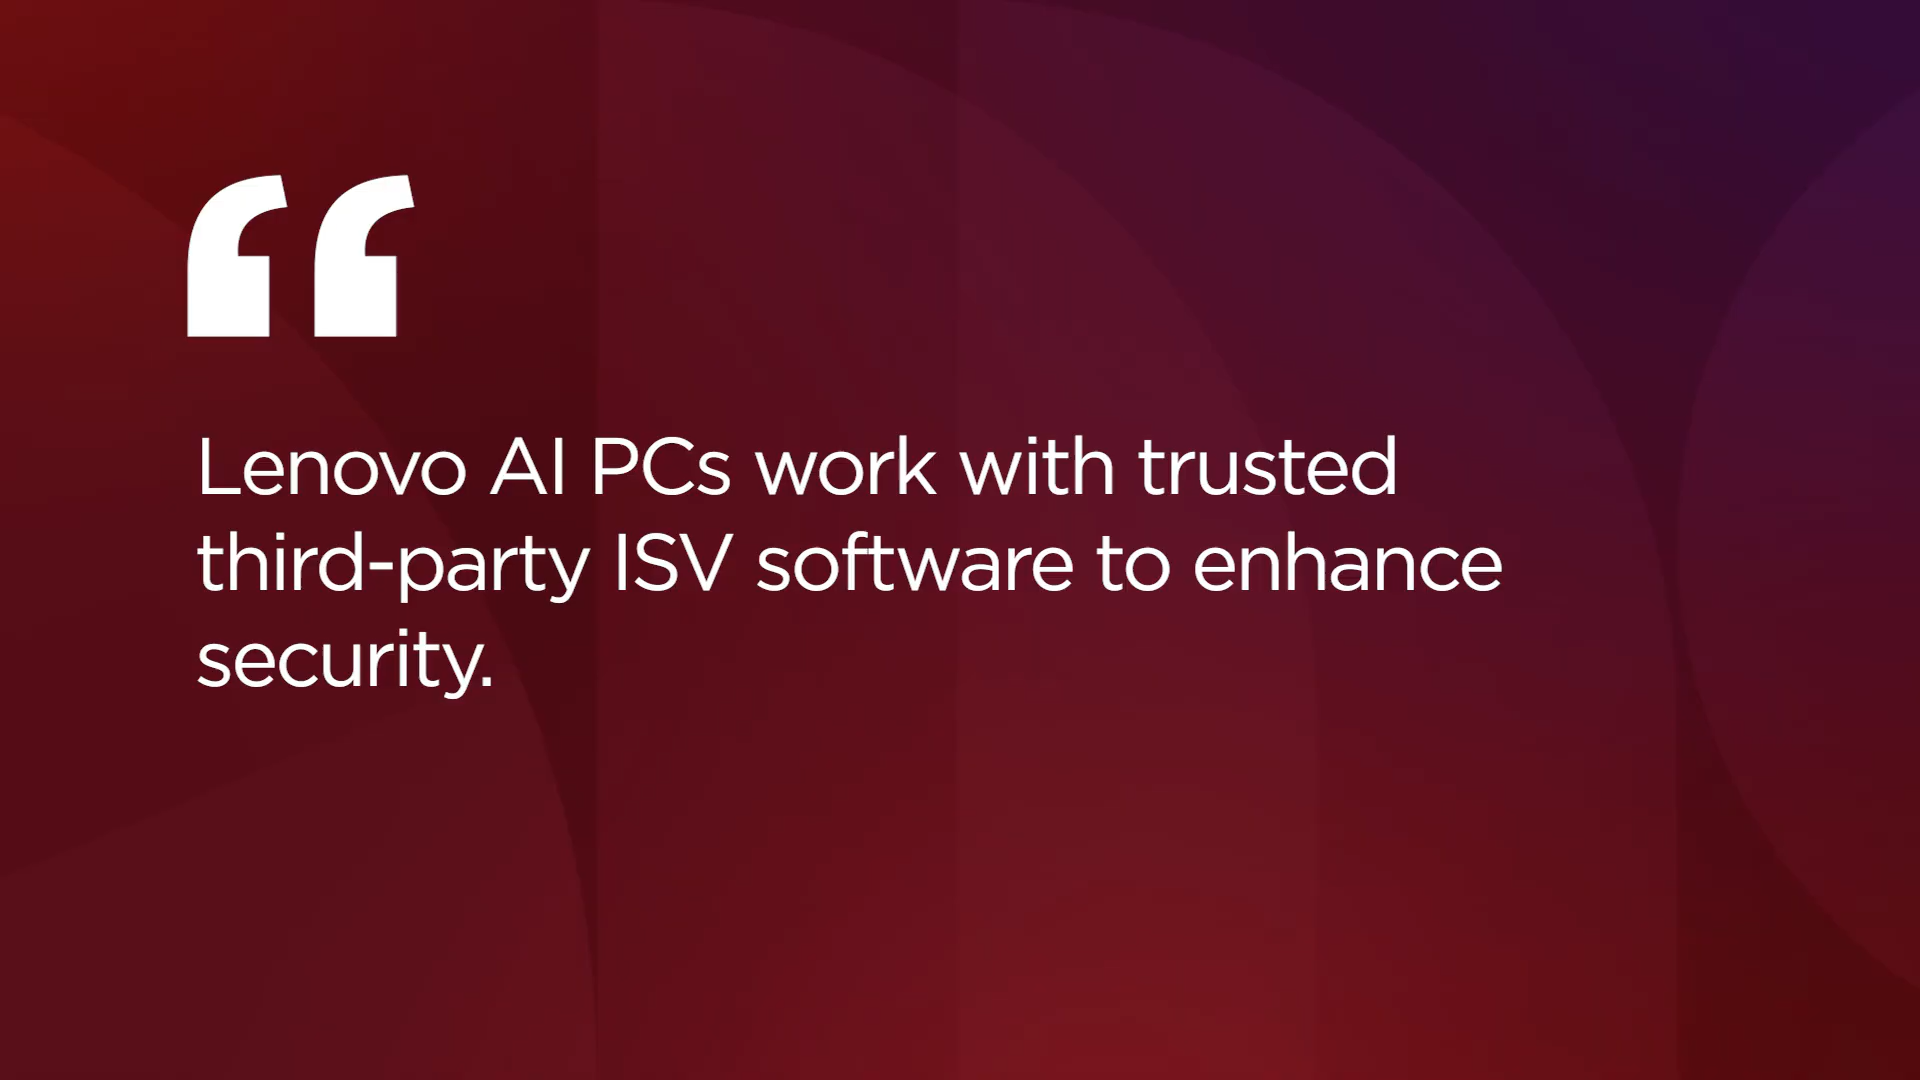 “
Lenovo AI PCs work with trusted
third-party ISV software to enhance
security.